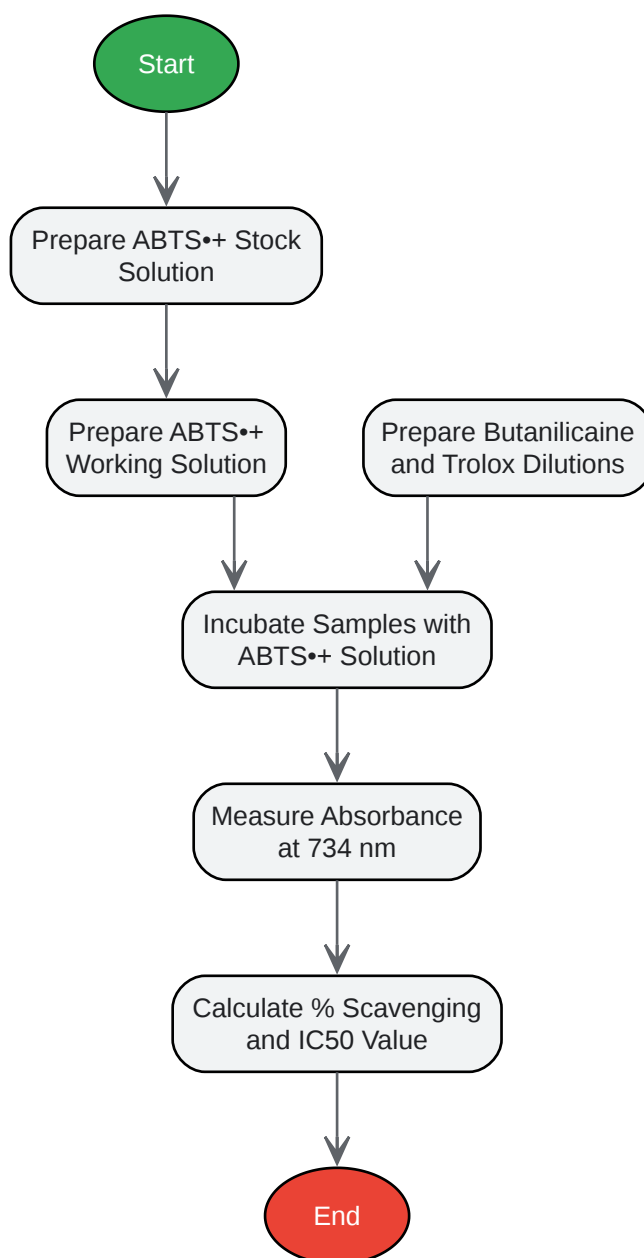 Start
Prepare ABTS•+ Stock
Solution
Prepare ABTS•+
Working Solution
Prepare Butanilicaine
and Trolox Dilutions
Incubate Samples with
ABTS•+ Solution
Measure Absorbance
at 734 nm
Calculate % Scavenging
and IC50 Value
End